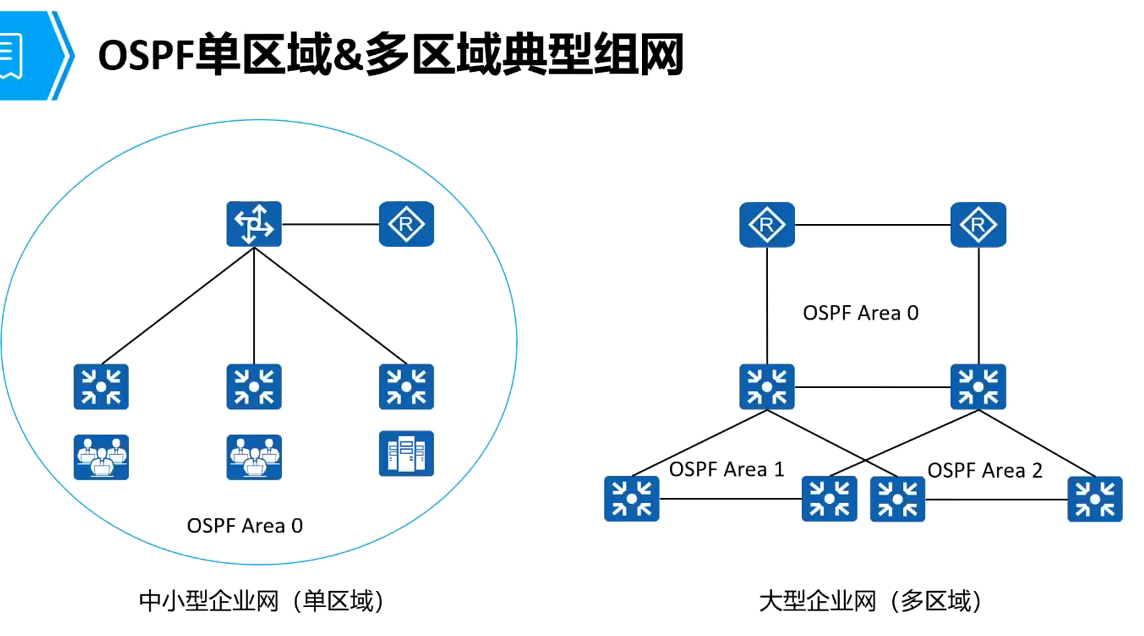 OSPF单区域&多区域典型组网
R
R
R
OSPF Area 0
OSPF Area 1
OSPF Area 2
OSPF Area 0
中小型企业网（单区域）
大型企业网（多区域）